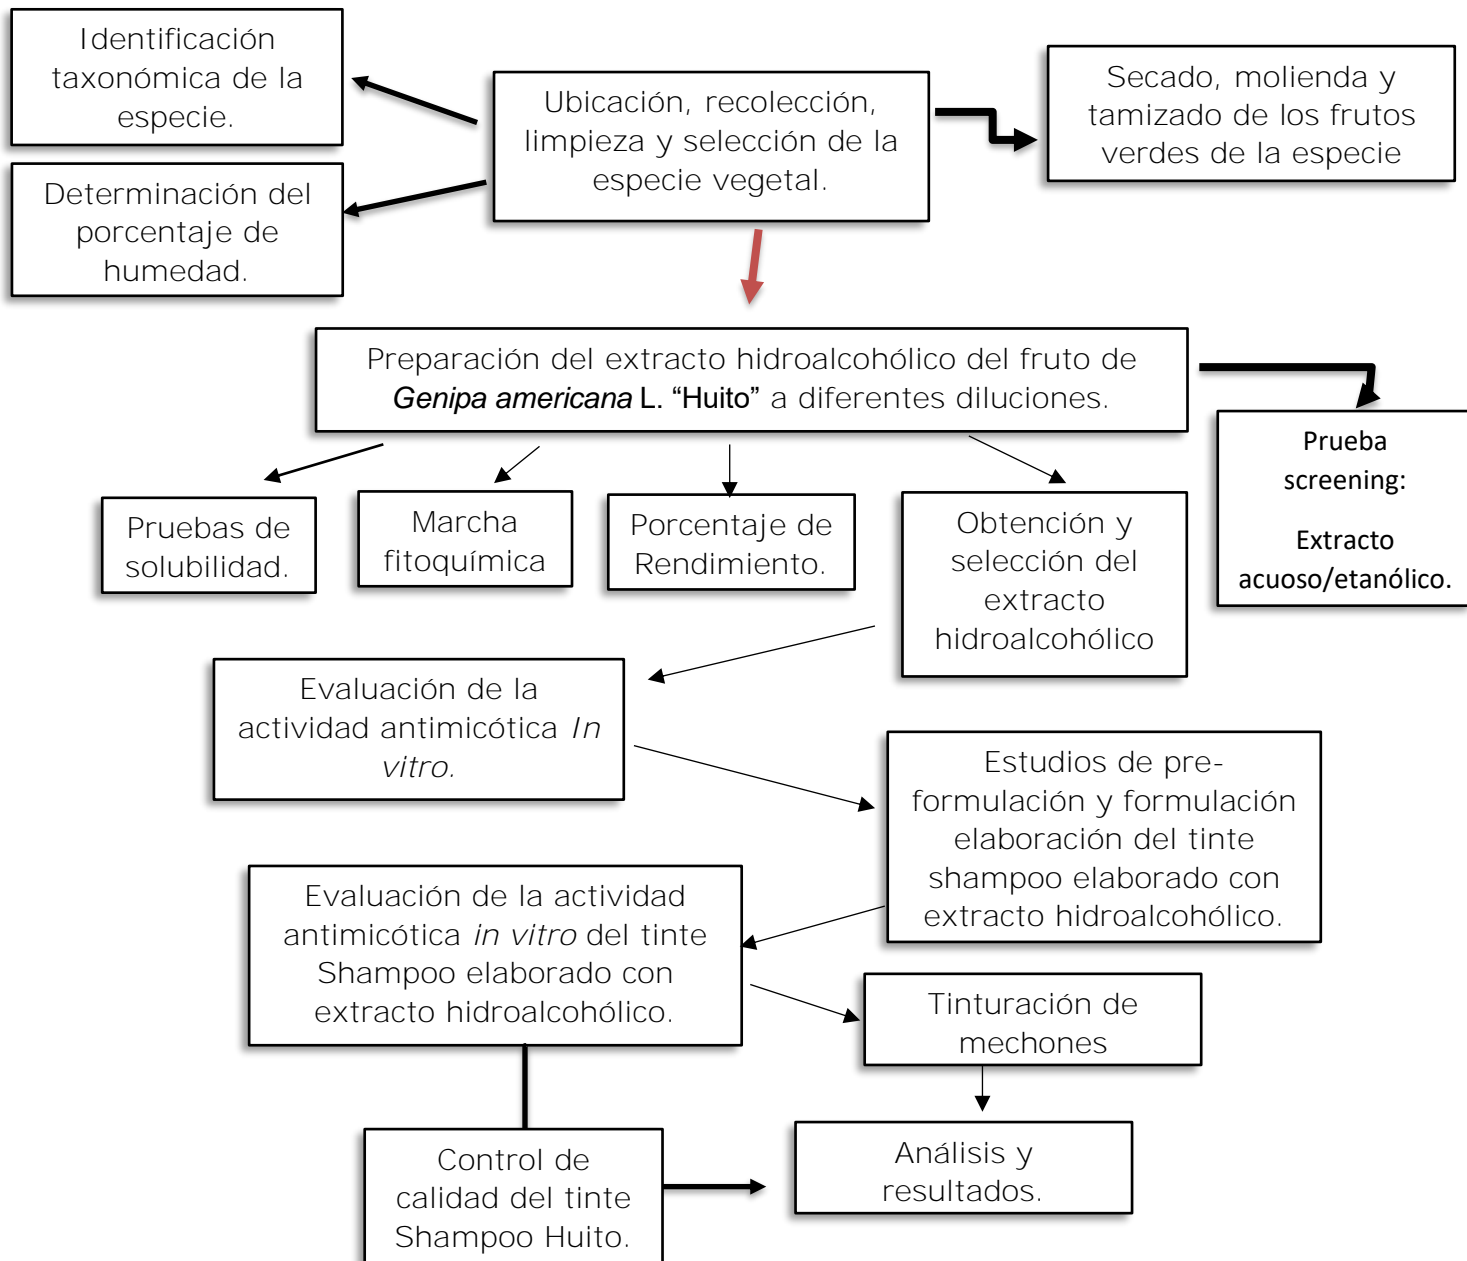 Identificación
taxonómica de la
especie.
Ubicación, recolección,
limpieza y selección de la
especie vegetal.
Secado, molienda y
tamizado de los frutos
verdes de la especie
Determinación del
porcentaje de
humedad.
Preparación del extracto hidroalcohólico del fruto de
Genipa americana L. “Huito” a diferentes diluciones.
Prueba
screening:
Extracto
acuoso/etanólico.
Pruebas de
solubilidad.
Marcha
fitoquímica
Porcentaje de
Rendimiento.
Obtención y
selección del
extracto
hidroalcohólico
Evaluación de la
actividad antimicótica In
vitro.
Estudios de pre-
formulación y formulación
elaboración del tinte
shampoo elaborado con
extracto hidroalcohólico.
Evaluación de la actividad
antimicótica in vitro del tinte
Shampoo elaborado con
extracto hidroalcohólico.
Tinturación de
mechones
Control de
calidad del tinte
Shampoo Huito.
Análisis y
resultados.